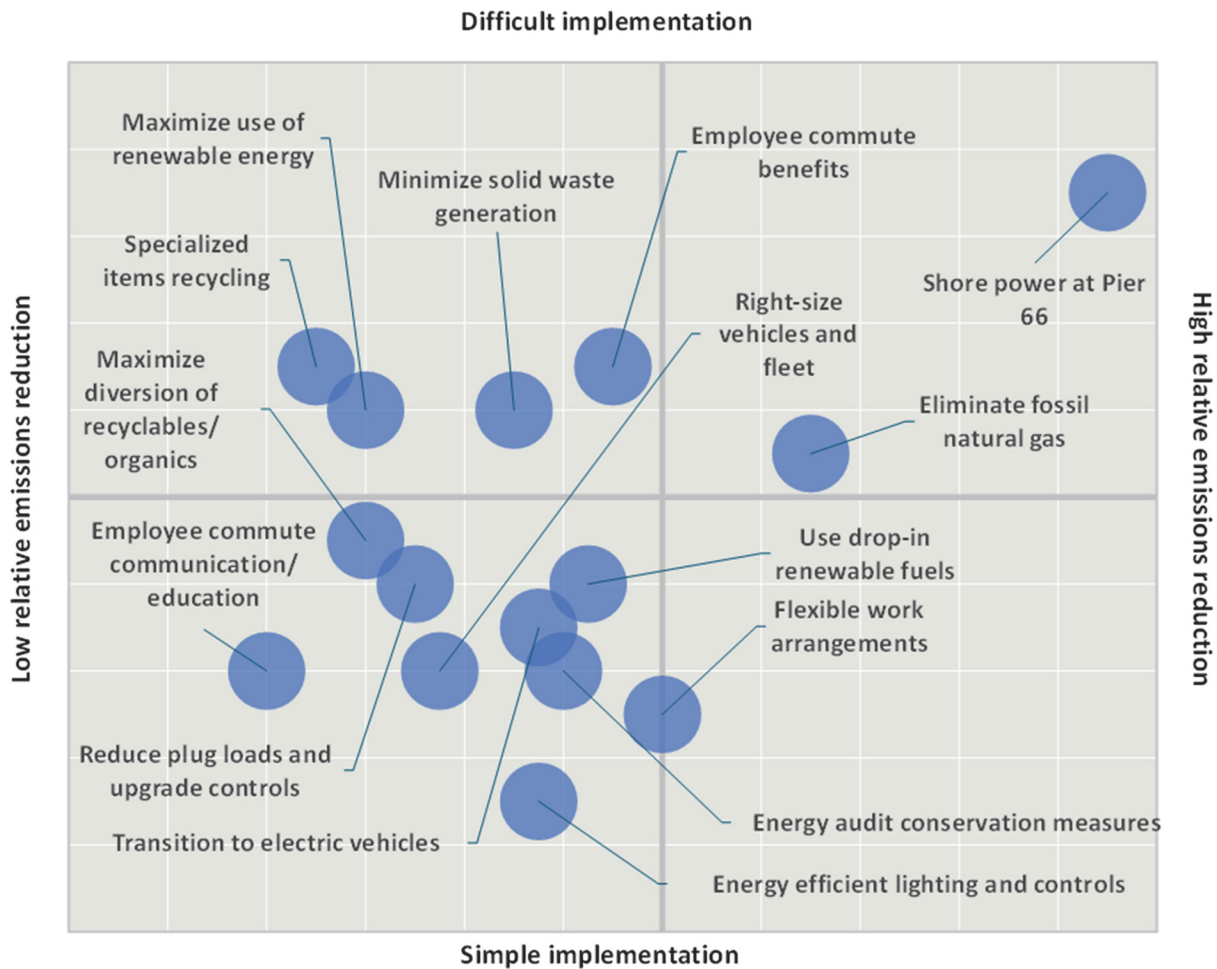 Difficult implementation
Maximize use of
renewable energy
Employee commute
benefits
Minimize solid waste
generation
Specialized
items recycling
Shore power at Pier
66
Right-size
vehicles and
fleet
Low relative emissions reduction
High relative emissions reduction
Maximize
diversion of
recyclables/
organics
Eliminate fossil
natural gas
Employee commute
communication/
education
Use drop-in
renewable fuels
Flexible work
arrangements
Reduce plug loads and
upgrade controls
Energy audit conservation measures
Transition to electric vehicles
Energy efficient lighting and controls
Simple implementation